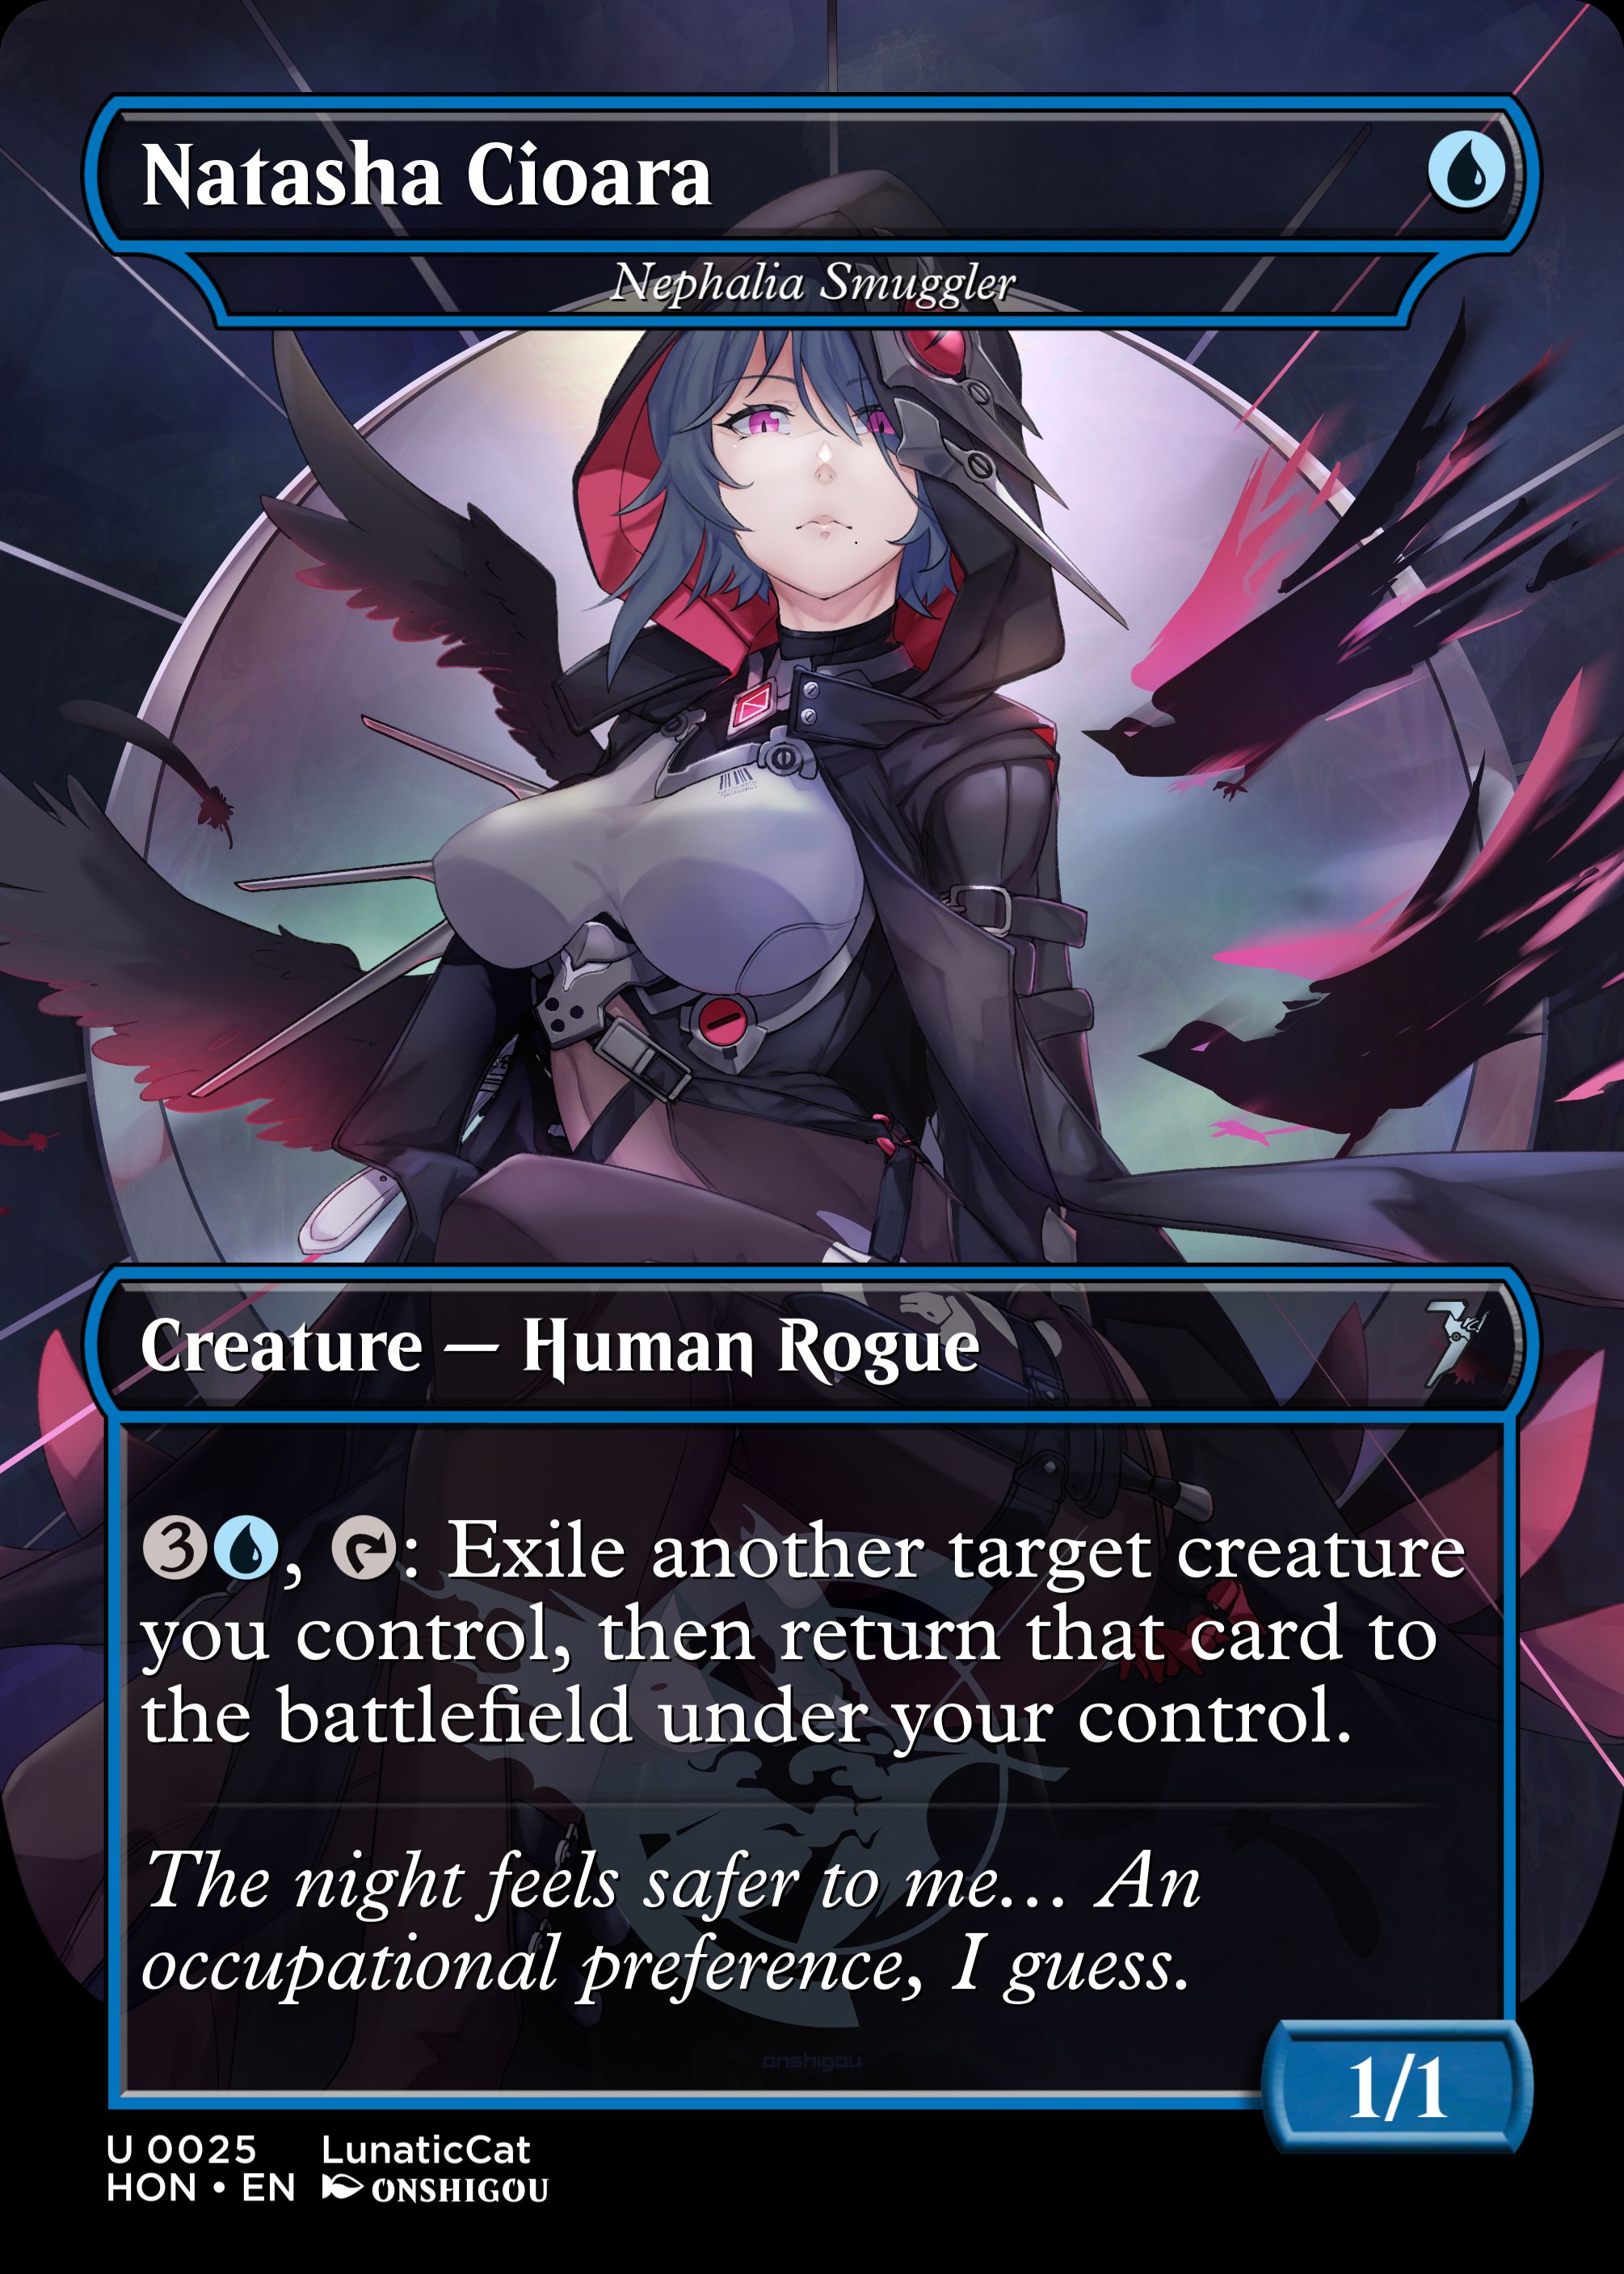 Natasha Cioara
Nephalia Smuggler
Creature — Human Rogue
3, : Exile another target creature
you control, then return that card to
the battlefield under your control.
The night feels safer to me... An
occupational preference, I guess.
onshigou
1/1
U 0025 LunaticCat
HON • EN ONSHIGOU